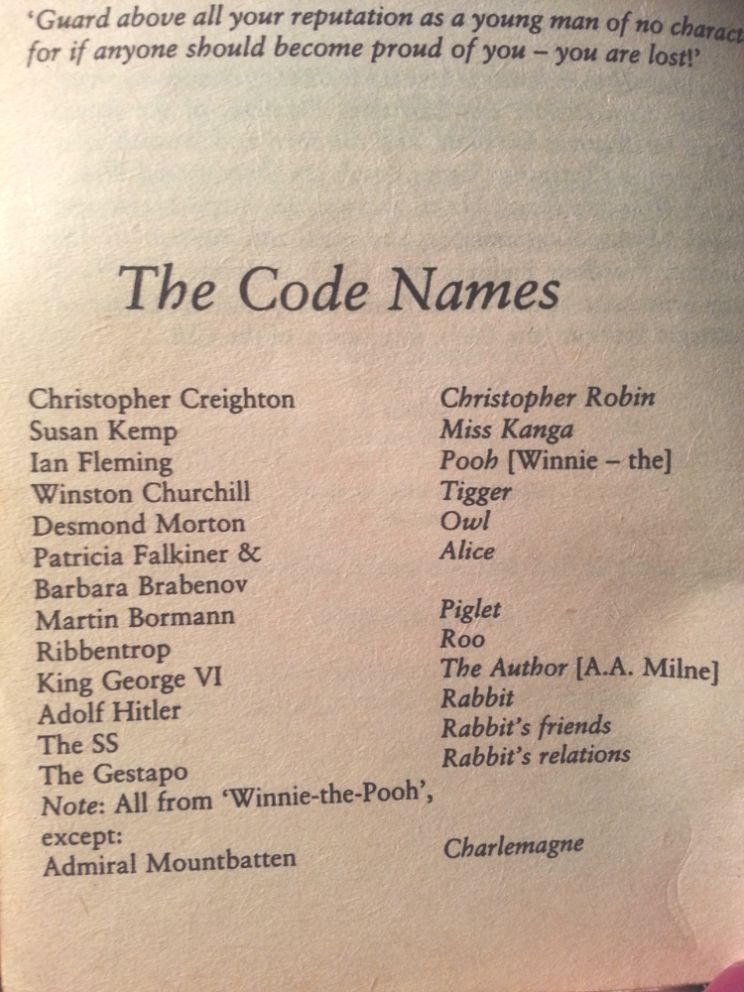 'Guard above all your reputation as a young man of no
for if anyone should become proud of you – you are lost!'
The Code Names
Christopher Creighton Christopher Robin
Susan Kemp Miss Kanga
Ian Fleming Pooh [Winnie – the]
Winston Churchill Tigger
Desmond Morton Owl
Patricia Falkiner & Alice
Barbara Brabenov
Martin Bormann Piglet
Ribbentrop Roo
King George VI The Author [A.A. Milne]
Adolf Hitler Rabbit
The SS Rabbit's friends
The Gestapo Rabbit's relations
Note: All from 'Winnie-the-Pooh',
except:
Admiral Mountbatten Charlemagne